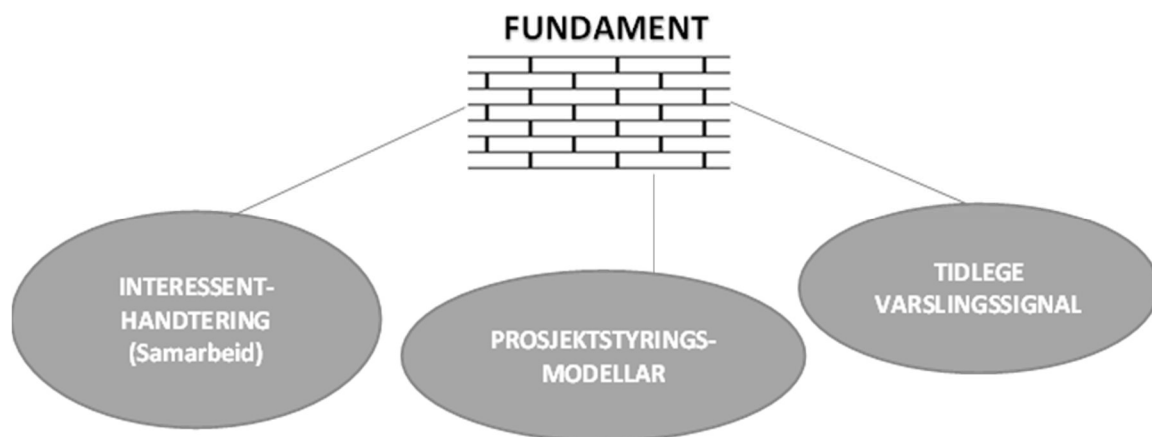 FUNDAMENT
INTERESSENT-
HANDTERING
(Samarbeid)
PROSJEKTSTYRINGS-
MODELLAR
TIDLEGE
VARSLINGSSIGNAL